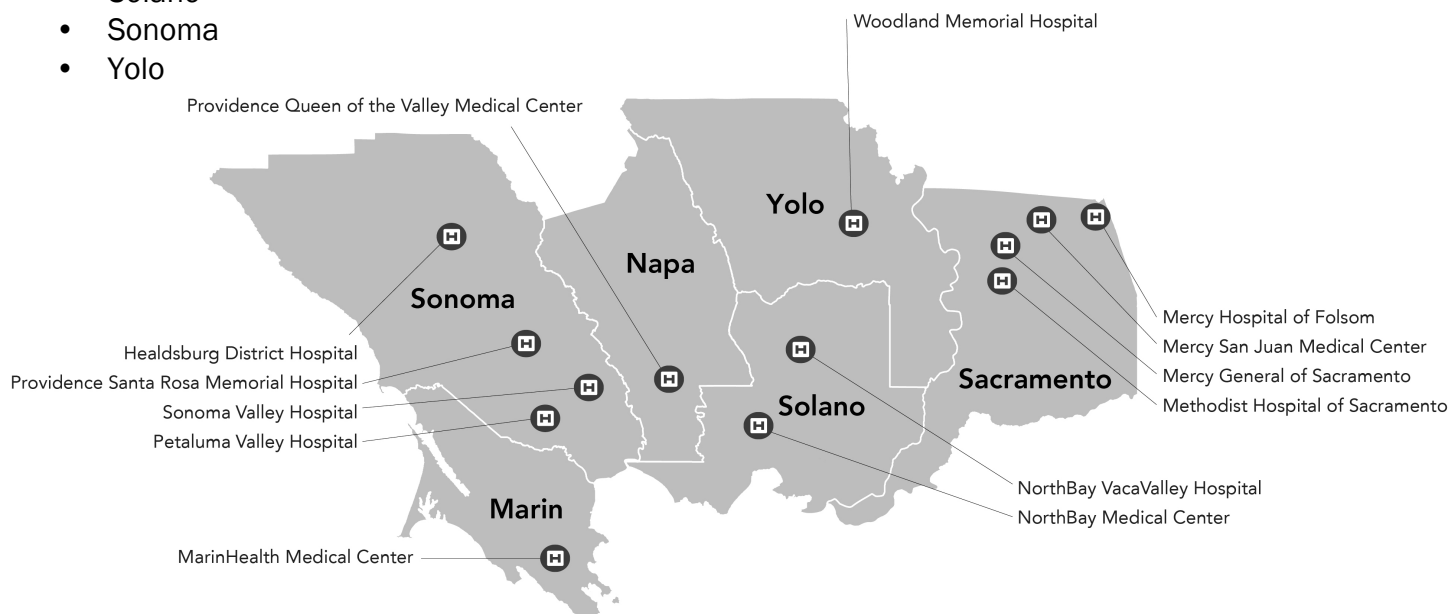 • Sonoma
• Yolo
Woodland Memorial Hospital
Providence Queen of the Valley Medical Center
Yolo
Napa
Sonoma
Mercy Hospital of Folsom
Healdsburg District Hospital
Mercy San Juan Medical Center
Providence Santa Rosa Memorial Hospital
Mercy General of Sacramento
Sacramento
Sonoma Valley Hospital
Solano
Methodist Hospital of Sacramento
Petaluma Valley Hospital
NorthBay VacaValley Hospital
Marin
NorthBay Medical Center
MarinHealth Medical Center